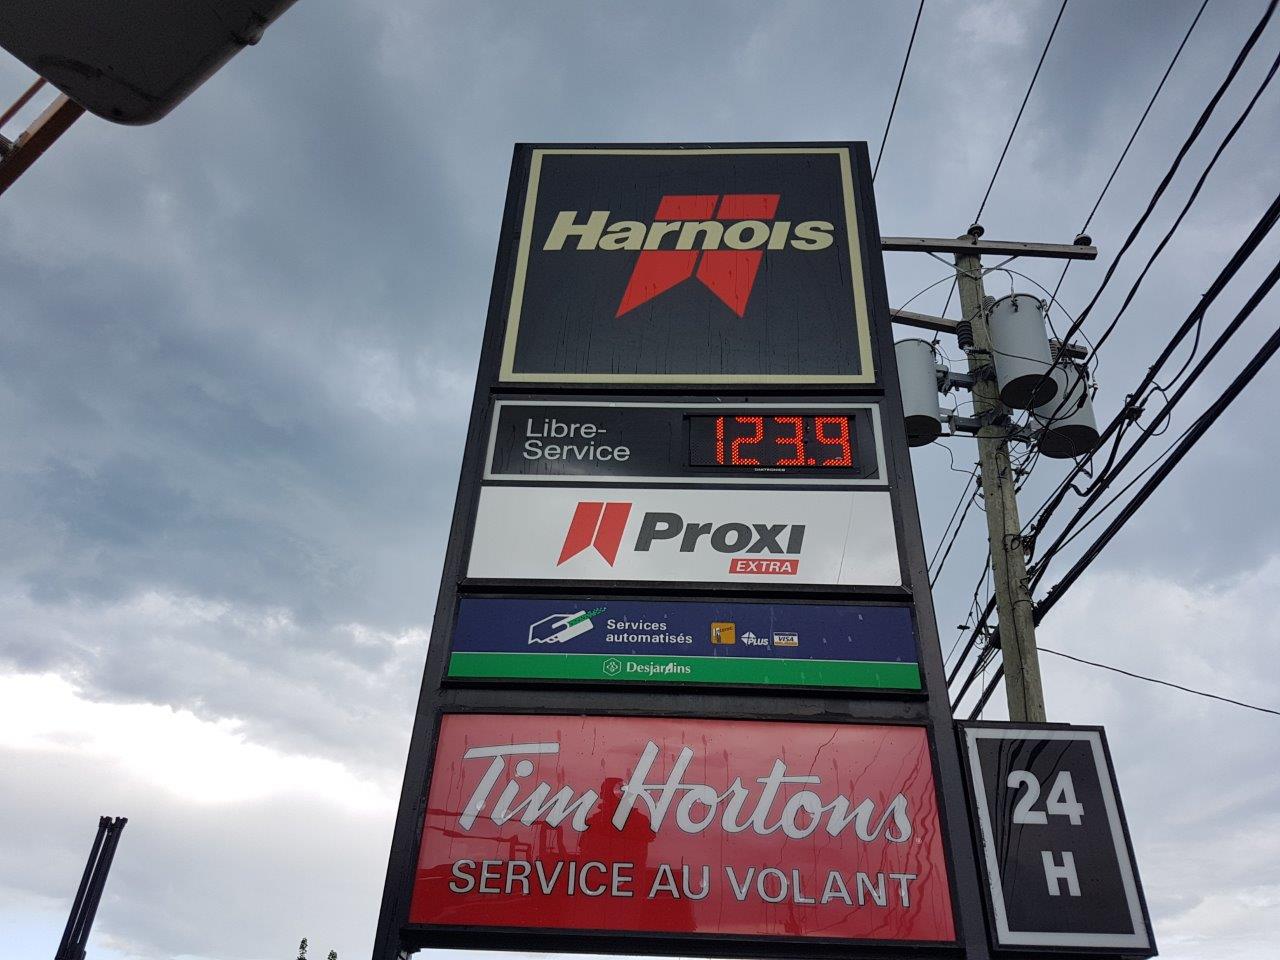 Harnois
Libre-
Service
123.9
Proxi
EXTRA
Services
automatisés
PLUS
VISA
Desjardins
Tim Hortons
SERVICE AU VOLANT
24
H